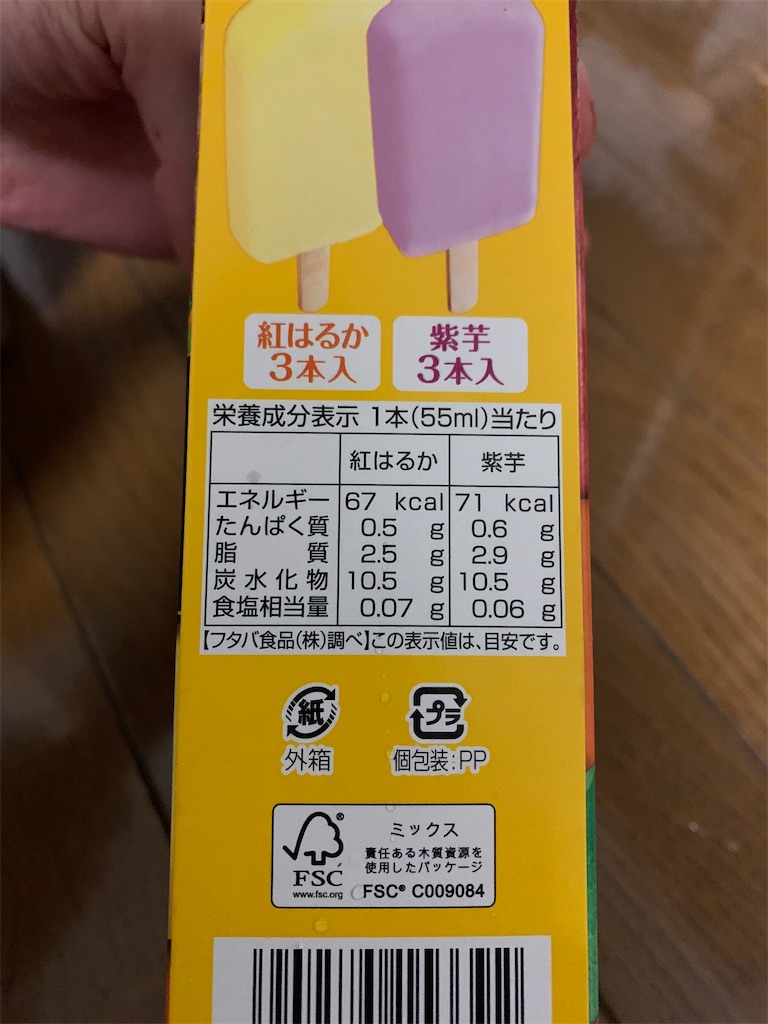 紅はるか
3本入
紫芋
3本入
栄養成分表示 1本(55ml)当たり
紅はるか 紫芋
エネルギー 67 kcal 71 kcal
たんぱく質 0.5 g 0.6 g
脂質 2.5 g 2.9 g
炭水化物 10.5 g 10.5 g
食塩相当量 0.07 g 0.06 g
【フタバ食品(株)調べ】この表示値は、目安です。
紙
外箱
プラ
個包装:PP
FSC®
www.fsc.org
ミックス
責任ある木質資源を
使用したパッケージ
FSC® C009084